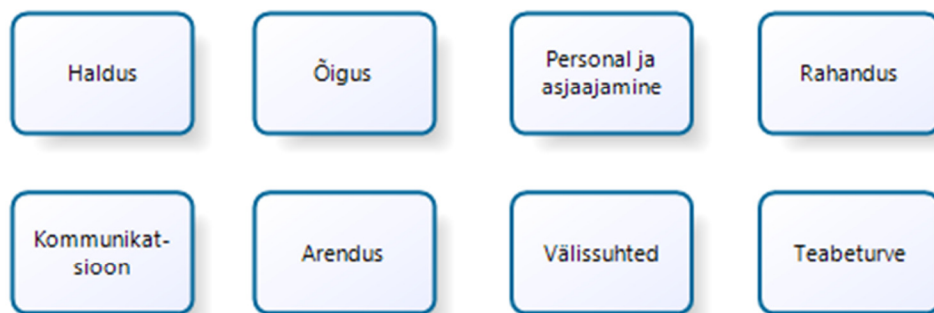 Haldus
Õigus
Personal ja
asjaajamine
Rahandus
Kommunikat-
sioon
Arendus
Välissuhted
Teabeturve